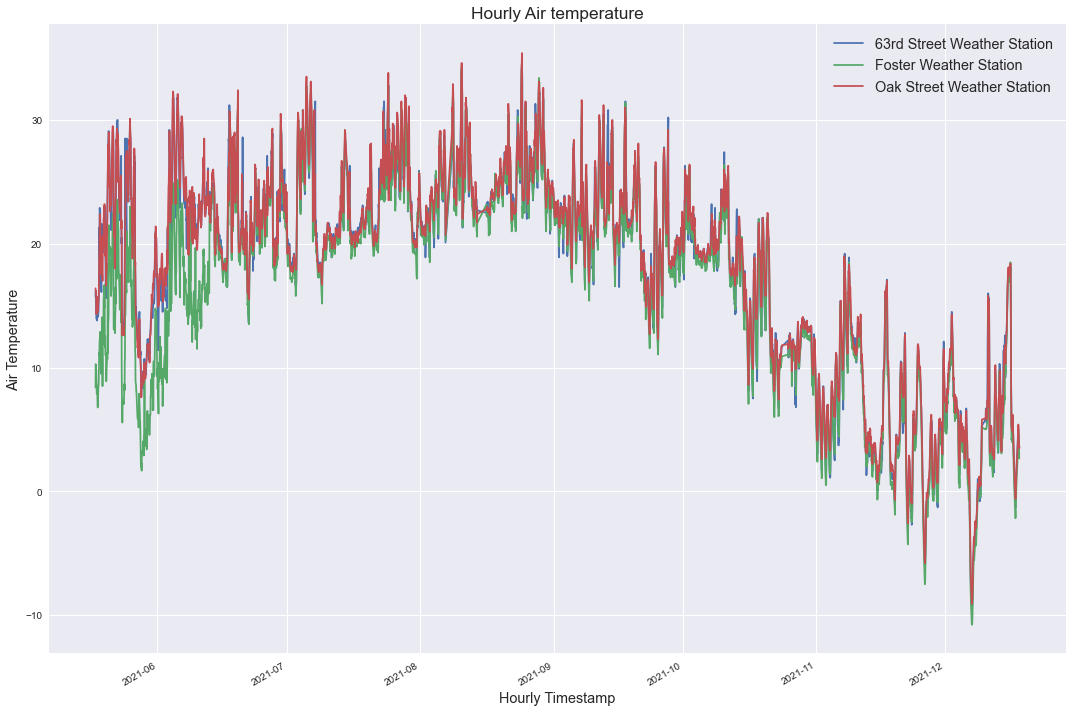 Hourly Air temperature
63rd Street Weather Station
Foster Weather Station
Oak Street Weather Station
Air Temperature
30
20
10
0
−10
2021-06
2021-07
2021-08
2021-09
2021-10
2021-11
2021-12
Hourly Timestamp